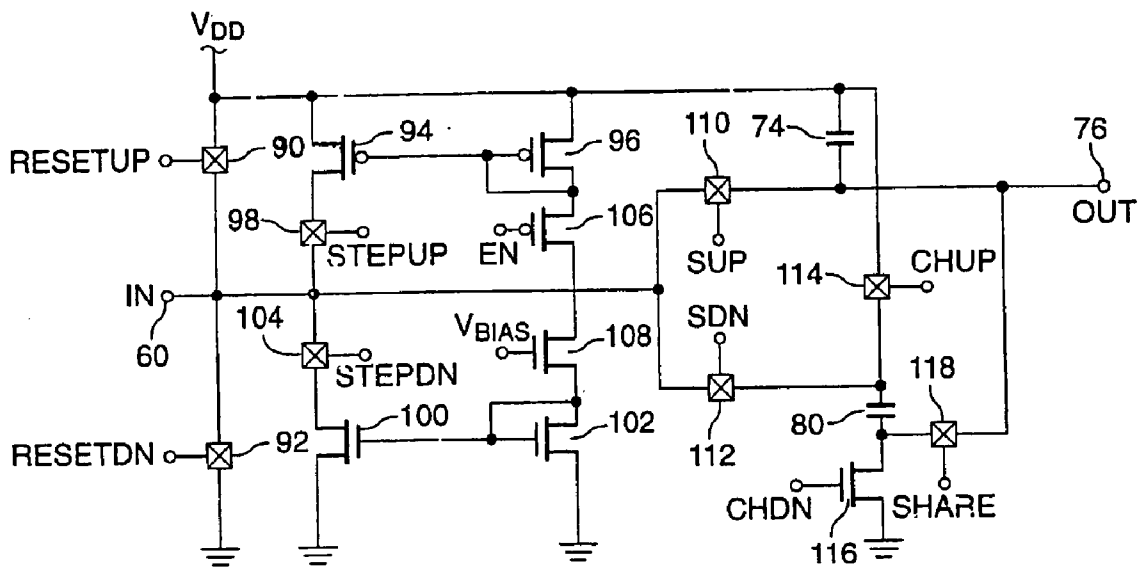 VDD
RESETUP
90
94
96
110
74
76
OUT
98
STEPUP
EN
106
SUP
114
CHUP
IN
60
104
STEPDN
VBIAS
108
SDN
112
118
80
RESETDN
92
100
102
CHDN
116
SHARE